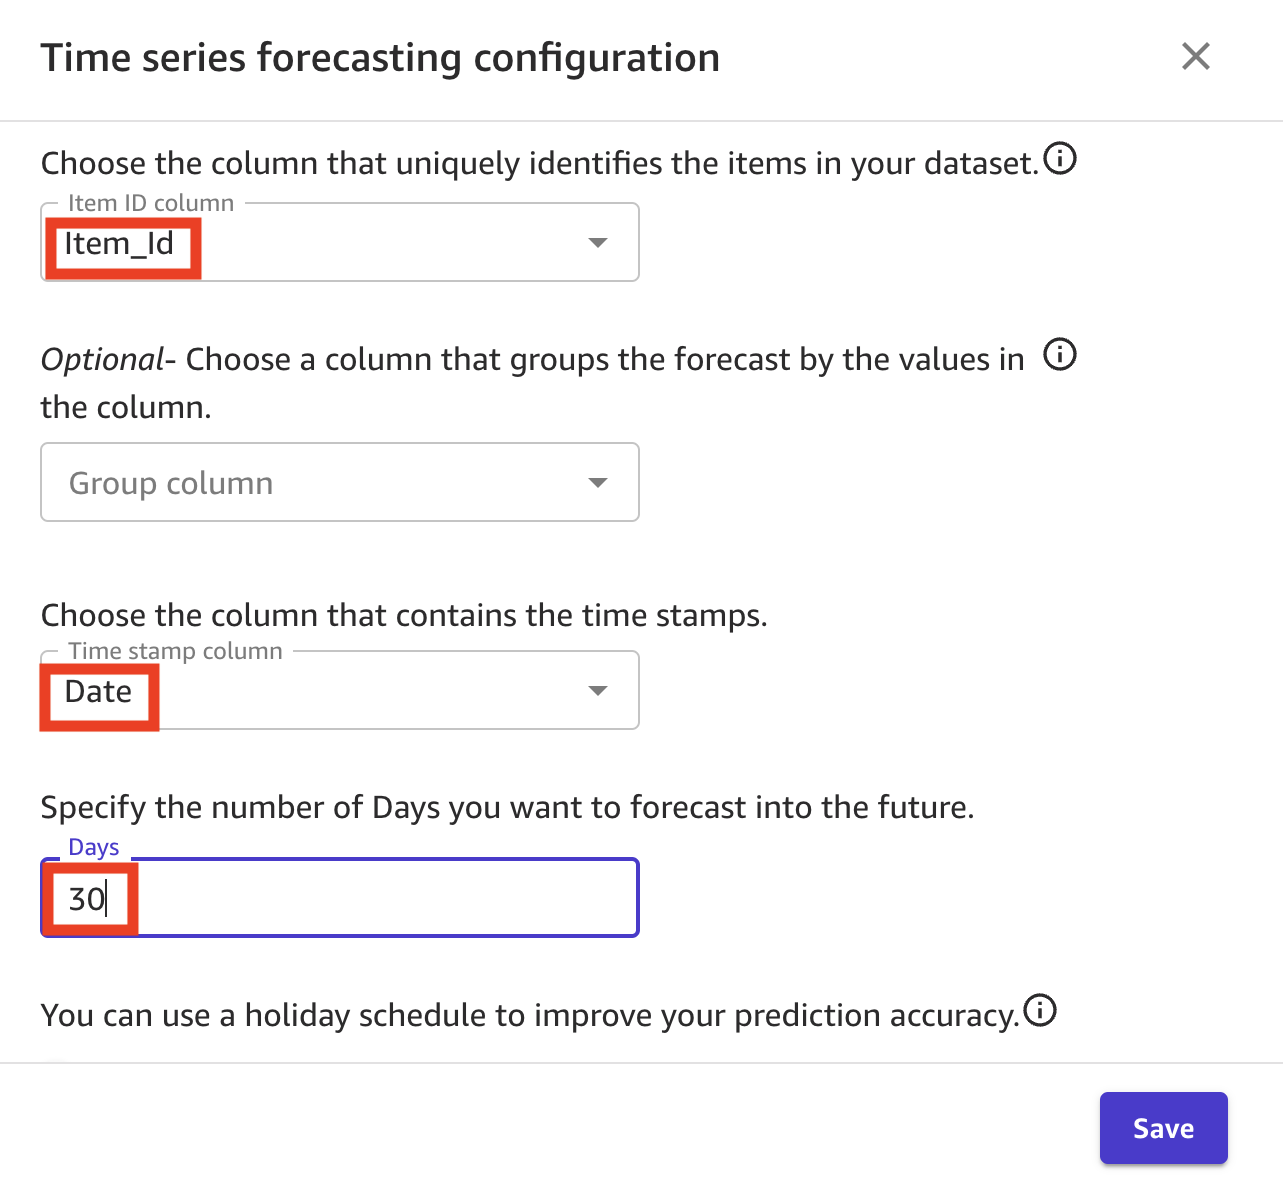 Time series forecasting configuration
Choose the column that uniquely identifies the items in your dataset.
Item ID column
Item_Id
Optional- Choose a column that groups the forecast by the values in
the column.
Group column
Choose the column that contains the time stamps.
Time stamp column
Date
Specify the number of Days you want to forecast into the future.
Days
30
You can use a holiday schedule to improve your prediction accuracy.
Save